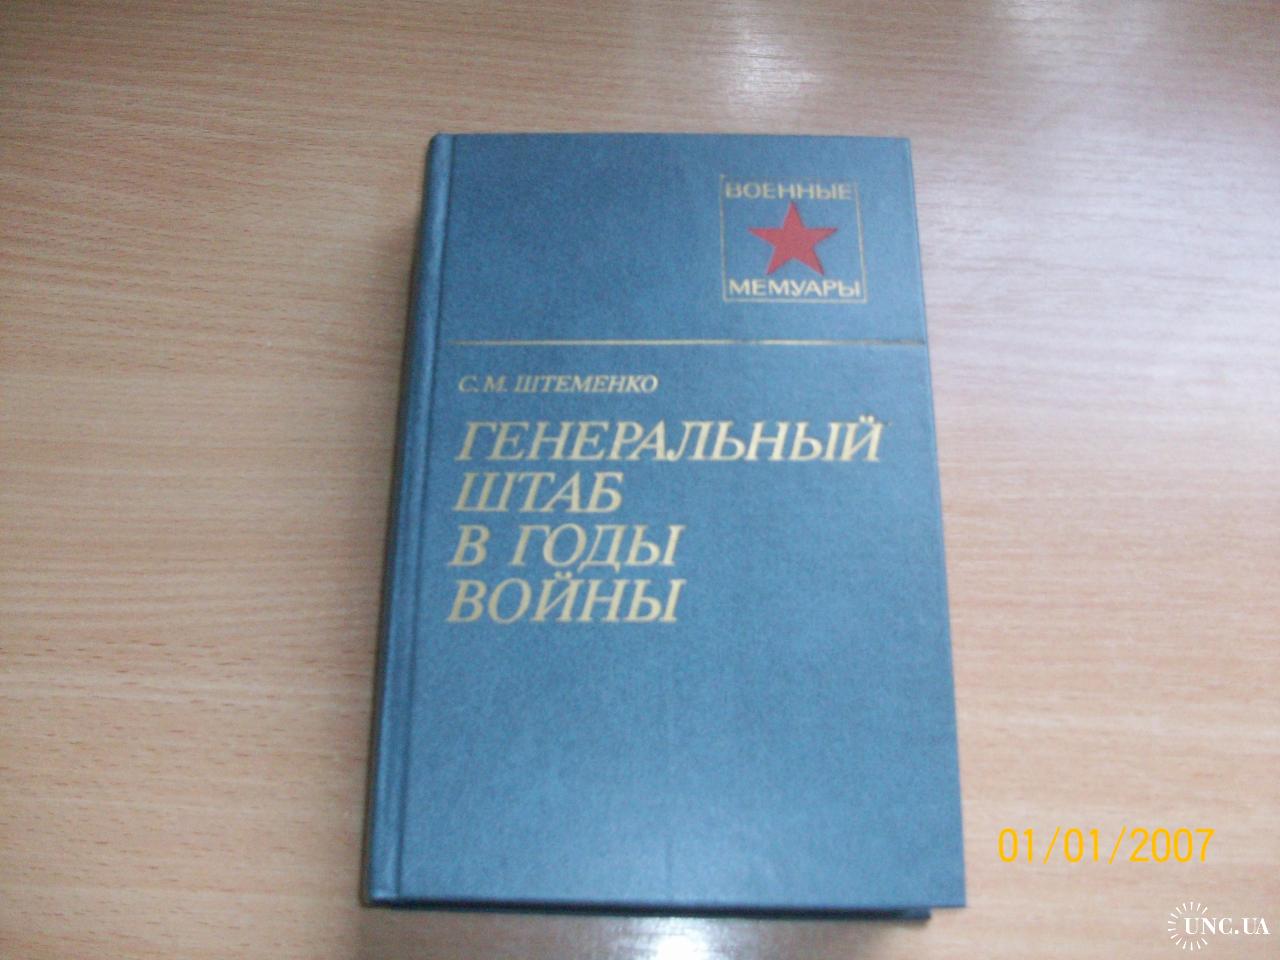 ВОЕННЫЕ
МЕМУАРЫ
С. М. ШТЕМЕНКО
ГЕНЕРАЛЬНЫЙ
ШТАБ
В ГОДЫ
ВОЙНЫ
01/01/2007
UNC.UA